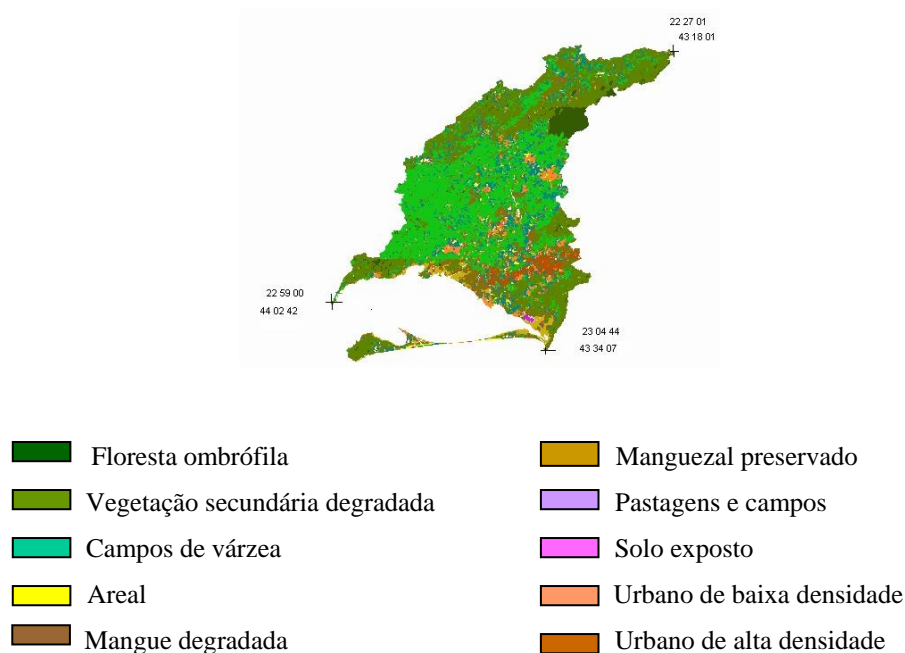 22 27 01
43 18 01
22 59 00
44 02 42
23 04 44
43 34 07
Floresta ombrófila
Vegetação secundária degradada
Campos de várzea
Areal
Mangue degradada
Manguezal preservado
Pastagens e campos
Solo exposto
Urbano de baixa densidade
Urbano de alta densidade